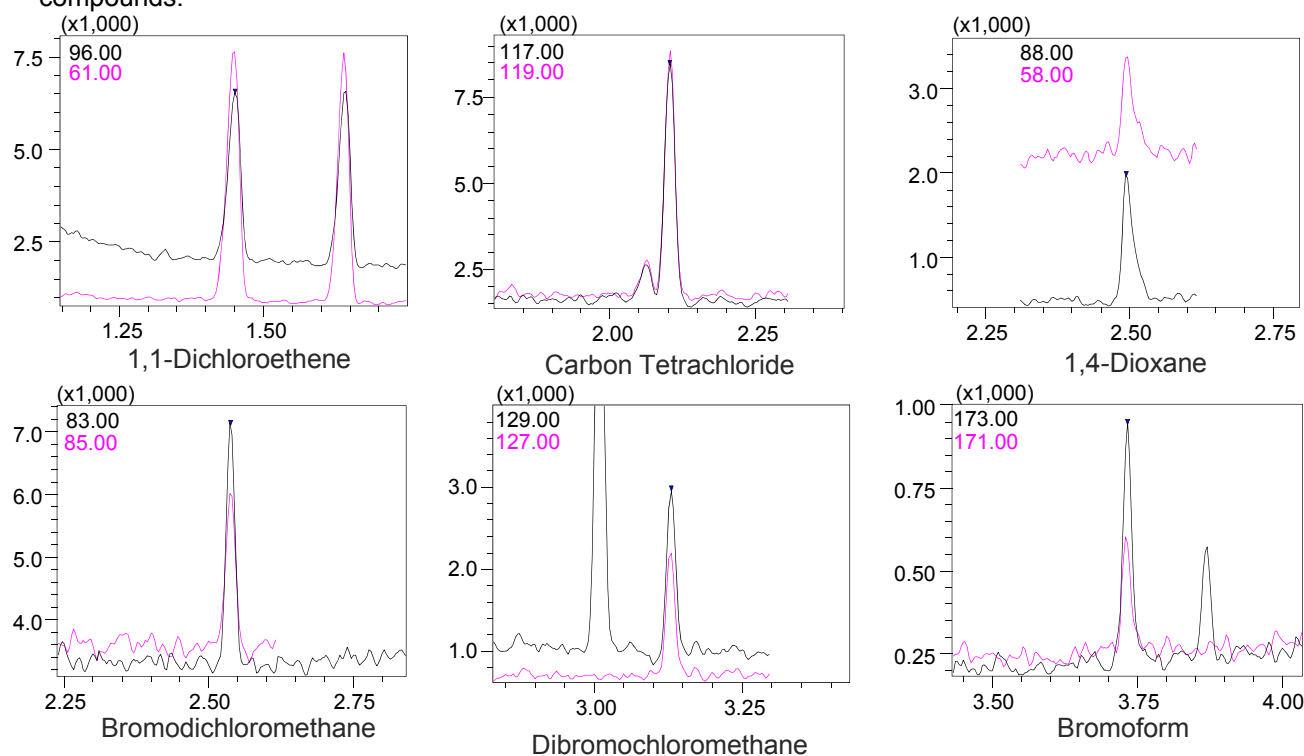 compounds:
(x1,000)
96.00
61.00
7.5
5.0
2.5
1.25 1.50
1,1-Dichloroethene
(x1,000)
117.00
119.00
7.5
5.0
2.5
2.00 2.25
Carbon Tetrachloride
(x1,000)
88.00
58.00
3.0
2.0
1.0
2.25 2.50 2.75
1,4-Dioxane
(x1,000)
83.00
85.00
7.0
6.0
5.0
4.0
2.25 2.50 2.75
Bromodichloromethane
(x1,000)
129.00
127.00
3.0
2.0
1.0
3.00 3.25
Dibromochloromethane
(x1,000)
1.00
173.00
171.00
0.75
0.50
0.25
3.50 3.75 4.00
Bromoform